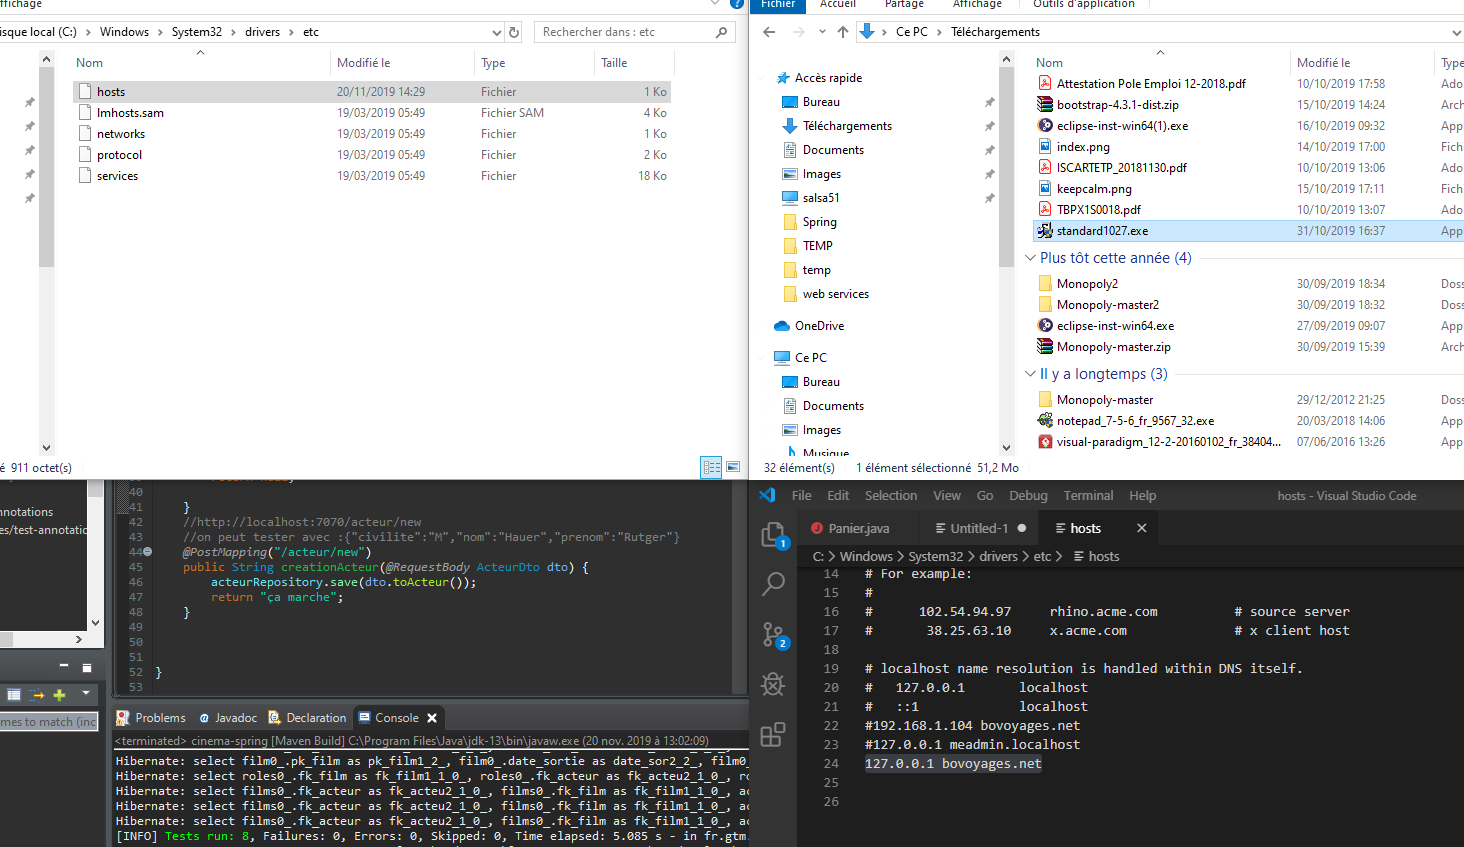 ffichage
isque local (C:) > Windows > System32 > drivers > etc
Rechercher dans : etc
Nom Modifié le Type Taille
hosts 20/11/2019 14:29 Fichier 1 Ko
lmhosts.sam 19/03/2019 05:49 Fichier SAM 4 Ko
networks 19/03/2019 05:49 Fichier 1 Ko
protocol 19/03/2019 05:49 Fichier 2 Ko
services 19/03/2019 05:49 Fichier 18 Ko
é 911 octet(s)
Fichier Accueil Partage Affichage Outils d'application
> Ce PC > Téléchargements
Accès rapide
Bureau
Téléchargements
Documents
Images
salsa51
Spring
TEMP
temp
web services
OneDrive
Ce PC
Bureau
Documents
Images
Musique
Nom Modifié le Type
Attestation Pole Emploi 12-2018.pdf 10/10/2019 17:58 Ado
bootstrap-4.3.1-dist.zip 15/10/2019 14:24 Arch
eclipse-inst-win64(1).exe 16/10/2019 09:32 App
index.png 14/10/2019 17:00 Fich
ISCARTETP_20181130.pdf 10/10/2019 13:06 Ado
keepcalm.png 15/10/2019 17:11 Fich
TBPX1S0018.pdf 10/10/2019 13:07 Ado
standard1027.exe 31/10/2019 16:37 App
Plus tôt cette année (4)
Monopoly2 30/09/2019 18:34 Doss
Monopoly-master2 30/09/2019 18:32 Doss
eclipse-inst-win64.exe 27/09/2019 09:07 App
Monopoly-master.zip 30/09/2019 15:39 Arch
Il y a longtemps (3)
Monopoly-master 29/12/2012 21:25 Doss
notepad_7-5-6_fr_9567_32.exe 20/03/2018 14:06 App
visual-paradigm_12-2-20160102_fr_38404... 07/06/2016 13:26 App
32 élément(s) 1 élément sélectionné 51,2 Mo
nnotations
es/test-annotatio
mes to match (inc
40
41 }
42 //http://localhost:7070/acteur/new
43 //on peut tester avec :{"civilite":"M","nom":"Hauer","prenom":"Rutger"}
44 @PostMapping("/acteur/new")
45 public String creationActeur(@RequestBody ActeurDto dto) {
46 acteurRepository.save(dto.toActeur());
47 return "ça marche";
48 }
49
50
51
52 }
53
Problems Javadoc Declaration Console
<terminated> cinema-spring [Maven Build] C:\Program Files\Java\jdk-13\bin\javaw.exe (20 nov. 2019 à 13:02:09)
Hibernate: select film0_.pk_film as pk_film1_2_, film0_.date_sortie as date_sor2_2_, film0_
Hibernate: select roles0_.fk_film as fk_film1_1_0_, roles0_.fk_acteur as fk_acteu2_1_0_, ro
Hibernate: select films0_.fk_acteur as fk_acteu2_1_0_, films0_.fk_film as fk_film1_1_0_, ac
Hibernate: select films0_.fk_acteur as fk_acteu2_1_0_, films0_.fk_film as fk_film1_1_0_, ac
Hibernate: select films0_.fk_acteur as fk_acteu2_1_0_, films0_.fk_film as fk_film1_1_0_, ac
[INFO] Tests run: 8, Failures: 0, Errors: 0, Skipped: 0, Time elapsed: 5.085 s - in fr.gtm.
File Edit Selection View Go Debug Terminal Help hosts - Visual Studio Code
Panier.java Untitled-1 hosts
C: > Windows > System32 > drivers > etc > hosts
1
2
14 # For example:
15 #
16 # 102.54.94.97 rhino.acme.com # source server
17 # 38.25.63.10 x.acme.com # x client host
18
19 # localhost name resolution is handled within DNS itself.
20 # 127.0.0.1 localhost
21 # ::1 localhost
22 #192.168.1.104 bovoyages.net
23 #127.0.0.1 meadmin.localhost
24 127.0.0.1 bovoyages.net
25
26